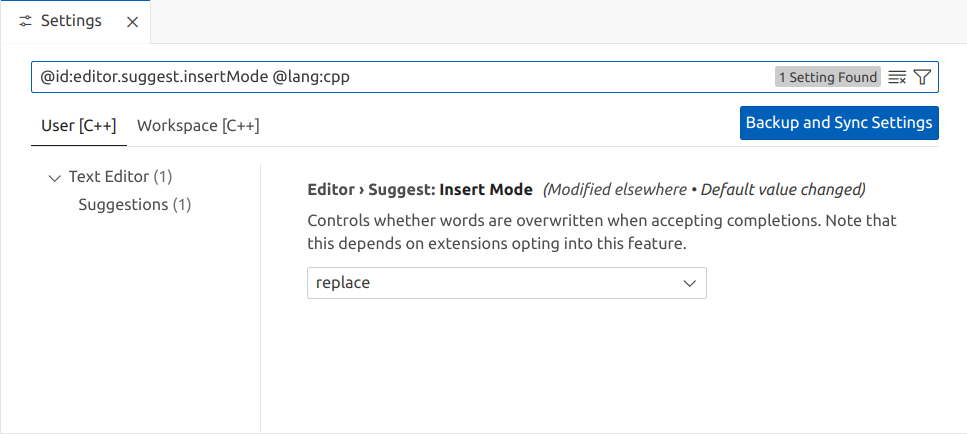 Settings
@id:editor.suggest.insertMode @lang:cpp
1 Setting Found
User [C++] Workspace [C++]
Backup and Sync Settings
Text Editor (1)
Suggestions (1)
Editor › Suggest: Insert Mode (Modified elsewhere • Default value changed)
Controls whether words are overwritten when accepting completions. Note that
this depends on extensions opting into this feature.
replace